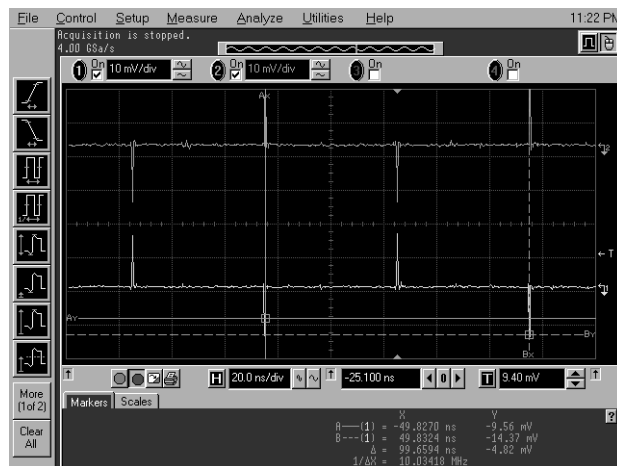 File Control Setup Measure Analyze Utilities Help 11:22 PM
Acquisition is stopped.
4.00 GSa/s
1 On 10 mV/div 2 On 10 mV/div 3 On 4 On
Ax
2
T
1
Ay
By
Bx
More
(1 of 2)
Clear
All
H 20.0 ns/div -25.100 ns 0 T 9.40 mV
Markers Scales
?
X Y
A——(1) = -49.8270 ns -9.56 mV
B---(1) = 49.8324 ns -14.37 mV
Δ = 99.6594 ns -4.82 mV
1/ΔX = 10.03418 MHz